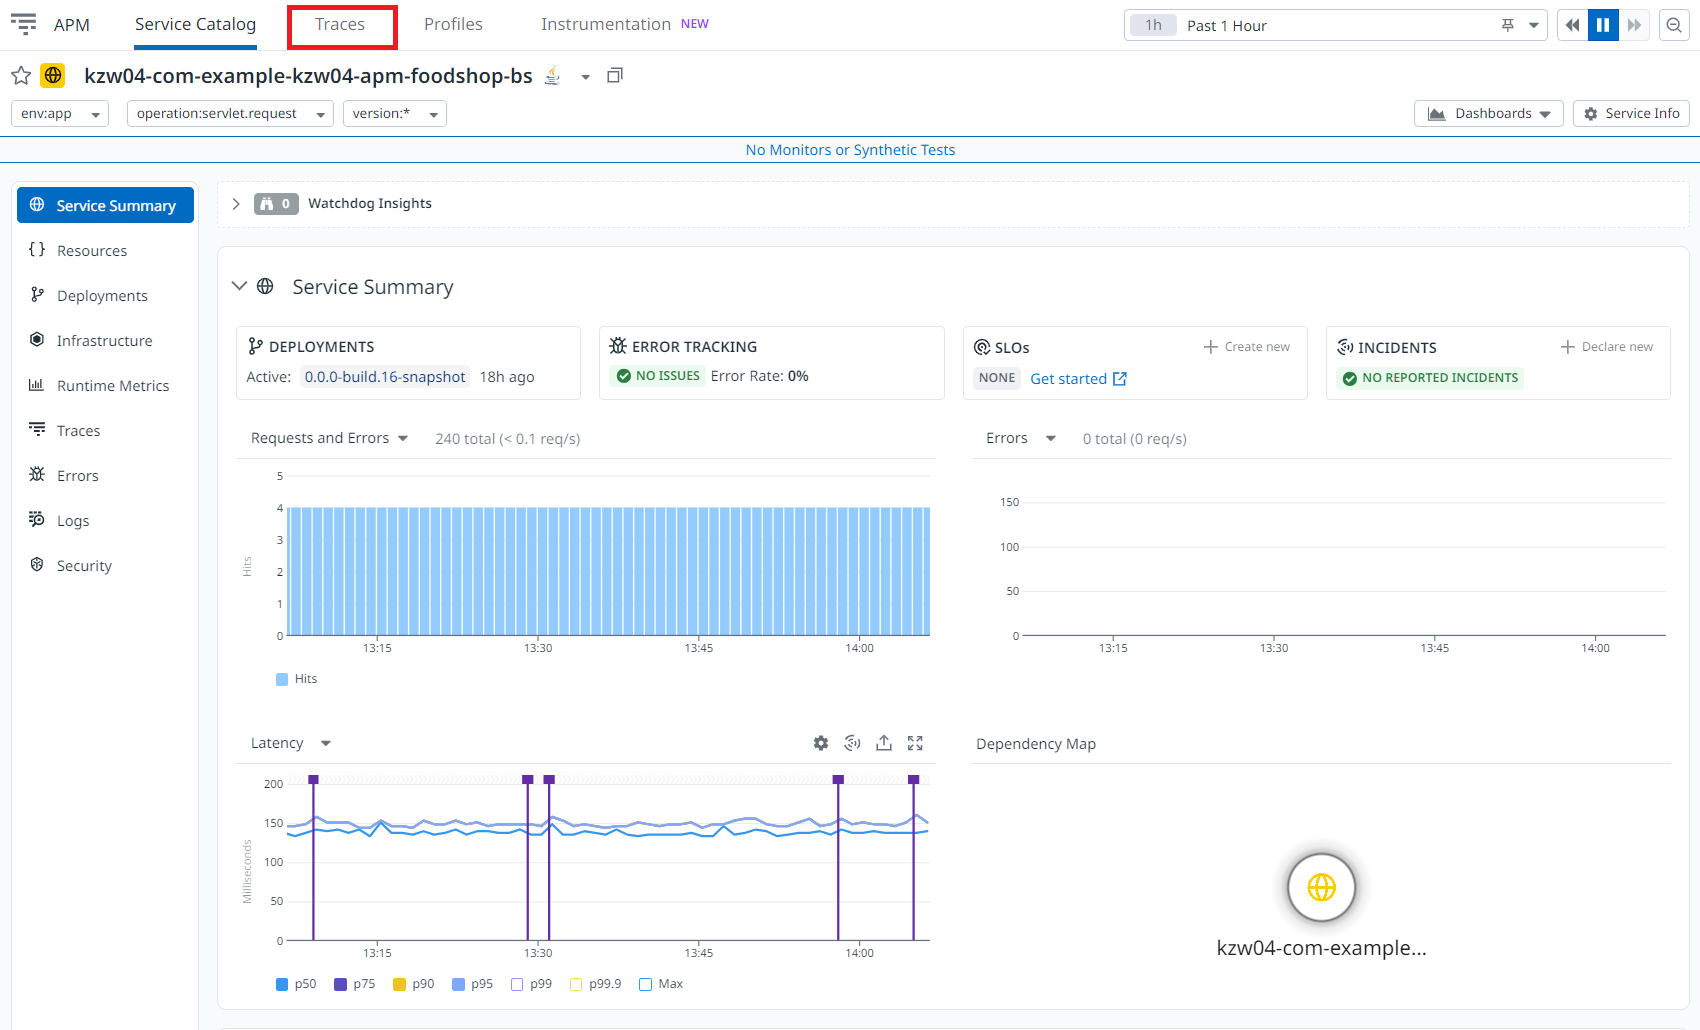 APM Service Catalog Traces Profiles Instrumentation NEW 1h Past 1 Hour
kzw04-com-example-kzw04-apm-foodshop-bs
env:app operation:servlet.request version:* Dashboards Service Info
No Monitors or Synthetic Tests
Service Summary
Resources
Deployments
Infrastructure
Runtime Metrics
Traces
Errors
Logs
Security
0 Watchdog Insights
Service Summary
DEPLOYMENTS
Active: 0.0.0-build.16-snapshot 18h ago
ERROR TRACKING
NO ISSUES Error Rate: 0%
SLOs + Create new
NONE Get started
INCIDENTS + Declare new
NO REPORTED INCIDENTS
Requests and Errors 240 total (< 0.1 req/s)
5
4
3
2
1
0
Hits
13:15 13:30 13:45 14:00
Hits
Errors 0 total (0 req/s)
150
100
50
0
13:15 13:30 13:45 14:00
Latency
200
150
100
50
0
Milliseconds
13:15 13:30 13:45 14:00
p50 p75 p90 p95 p99 p99.9 Max
Dependency Map
kzw04-com-example...